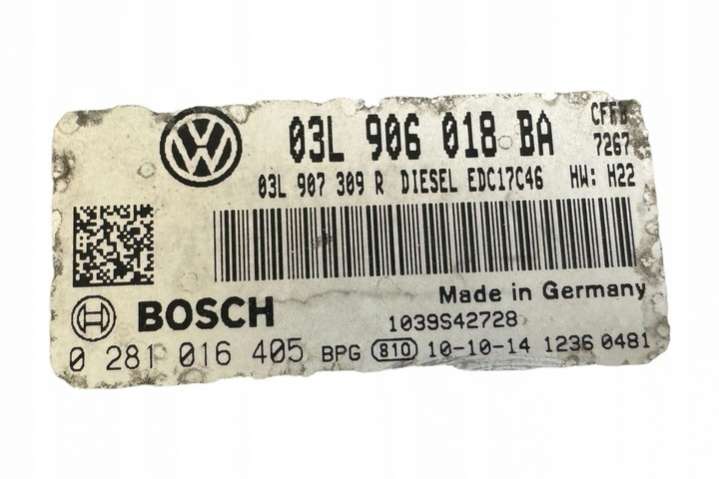 03L 906 018 BA CFFB
7267
03L 907 309 R DIESEL EDC17C46 HW: H22
Made in Germany
BOSCH
1039S42728
0 281 016 405 BPG 810 10-10-14 1236 0481